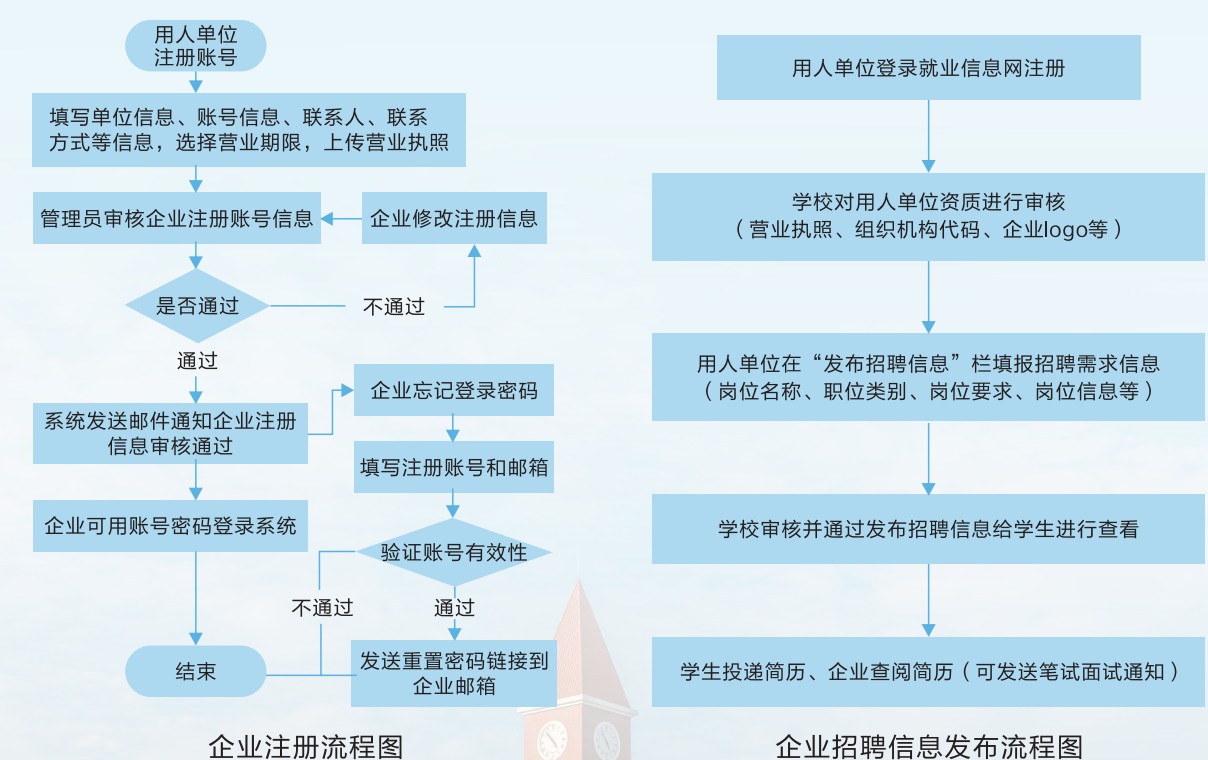 用人单位
注册账号
填写单位信息、账号信息、联系人、联系
方式等信息，选择营业期限，上传营业执照
管理员审核企业注册账号信息
企业修改注册信息
是否通过
不通过
通过
系统发送邮件通知企业注册
信息审核通过
企业忘记登录密码
填写注册账号和邮箱
企业可用账号密码登录系统
验证账号有效性
不通过
通过
结束
发送重置密码链接到
企业邮箱
企业注册流程图
用人单位登录就业信息网注册
学校对用人单位资质进行审核
（营业执照、组织机构代码、企业logo等）
用人单位在“发布招聘信息”栏填报招聘需求信息
（岗位名称、职位类别、岗位要求、岗位信息等）
学校审核并通过发布招聘信息给学生进行查看
学生投递简历、企业查阅简历（可发送笔试面试通知）
企业招聘信息发布流程图